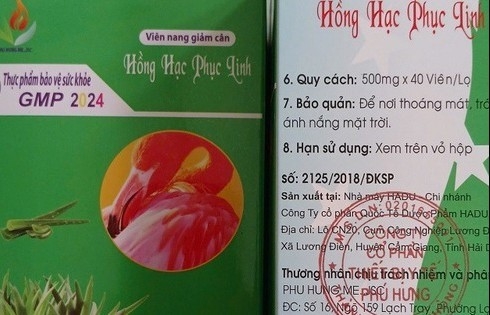 Viên nang giảm cân
Hồng Hạc Phục Linh
Thực phẩm bảo vệ sức khỏe
GMP 2024
Hồng Hạc Phục Linh
6. Quy cách: 500mg x 40 Viên/Lọ
7. Bảo quản: Để nơi thoáng mát, trá
ánh nắng mặt trời.
8. Hạn sử dụng: Xem trên vỏ hộp
số: 2125/2018/ĐKSP
Sản xuất tại: Nhà máy HADU - Chi nhánh
Công Ty cổ phần Quốc Tế Dược Phẩm HADU
Địa chỉ: Lô CN20, Cụm Công Nghiệp Lương Đ
Xã Lương Điền, Huyện Cẩm Giàng, Tỉnh Hải D
Thương nhân chịu trách nhiệm và phâ
PHU HUNG ME.,JSC
ĐC: Số 16, Ngõ 159 Lạch Tray, Phường L
CÔNG TY
CỔ PHẦN
THIẾT BỊ Y TẾ
PHÚ HƯNG